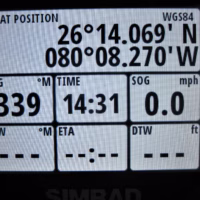 AT POSITION WGS84
26°14.069' N
080°08.270' W
G °M TIME SOG mph
339 14:31 0.0
W °M ETA DTW ft
--:--
SIMRAD